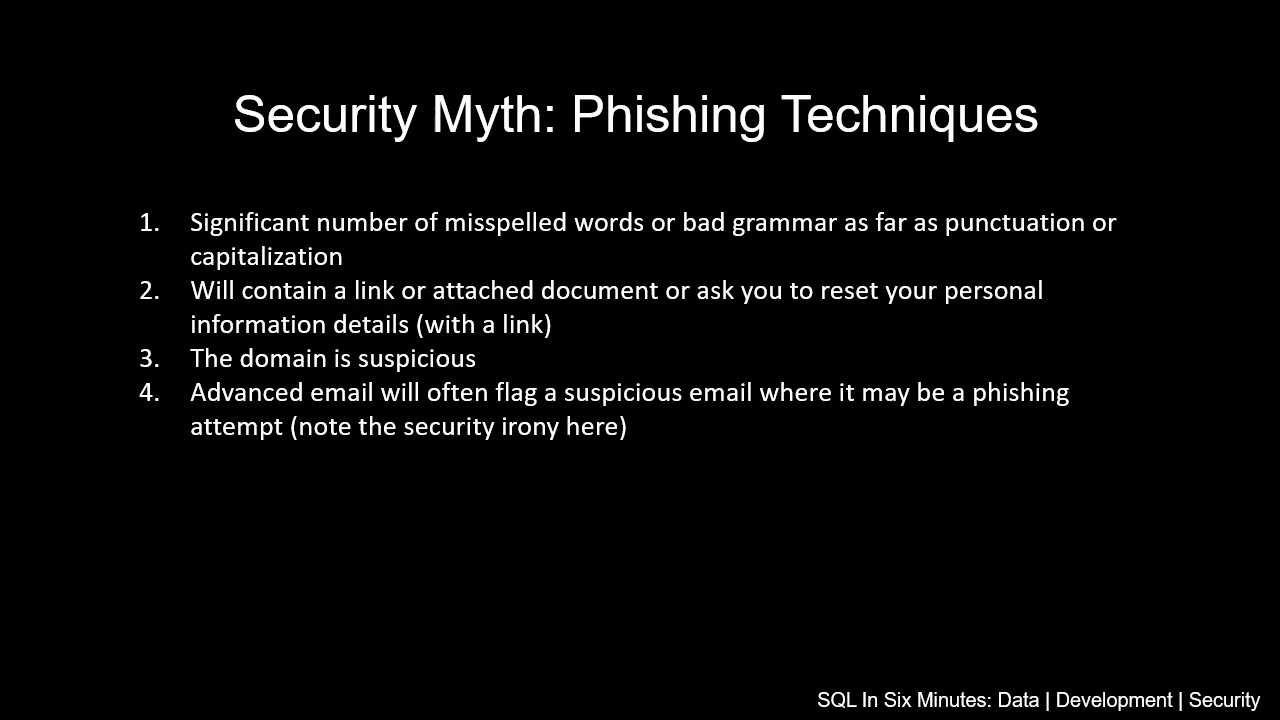 Security Myth: Phishing Techniques
1. Significant number of misspelled words or bad grammar as far as punctuation or
capitalization
2. Will contain a link or attached document or ask you to reset your personal
information details (with a link)
3. The domain is suspicious
4. Advanced email will often flag a suspicious email where it may be a phishing
attempt (note the security irony here)
SQL In Six Minutes: Data | Development | Security